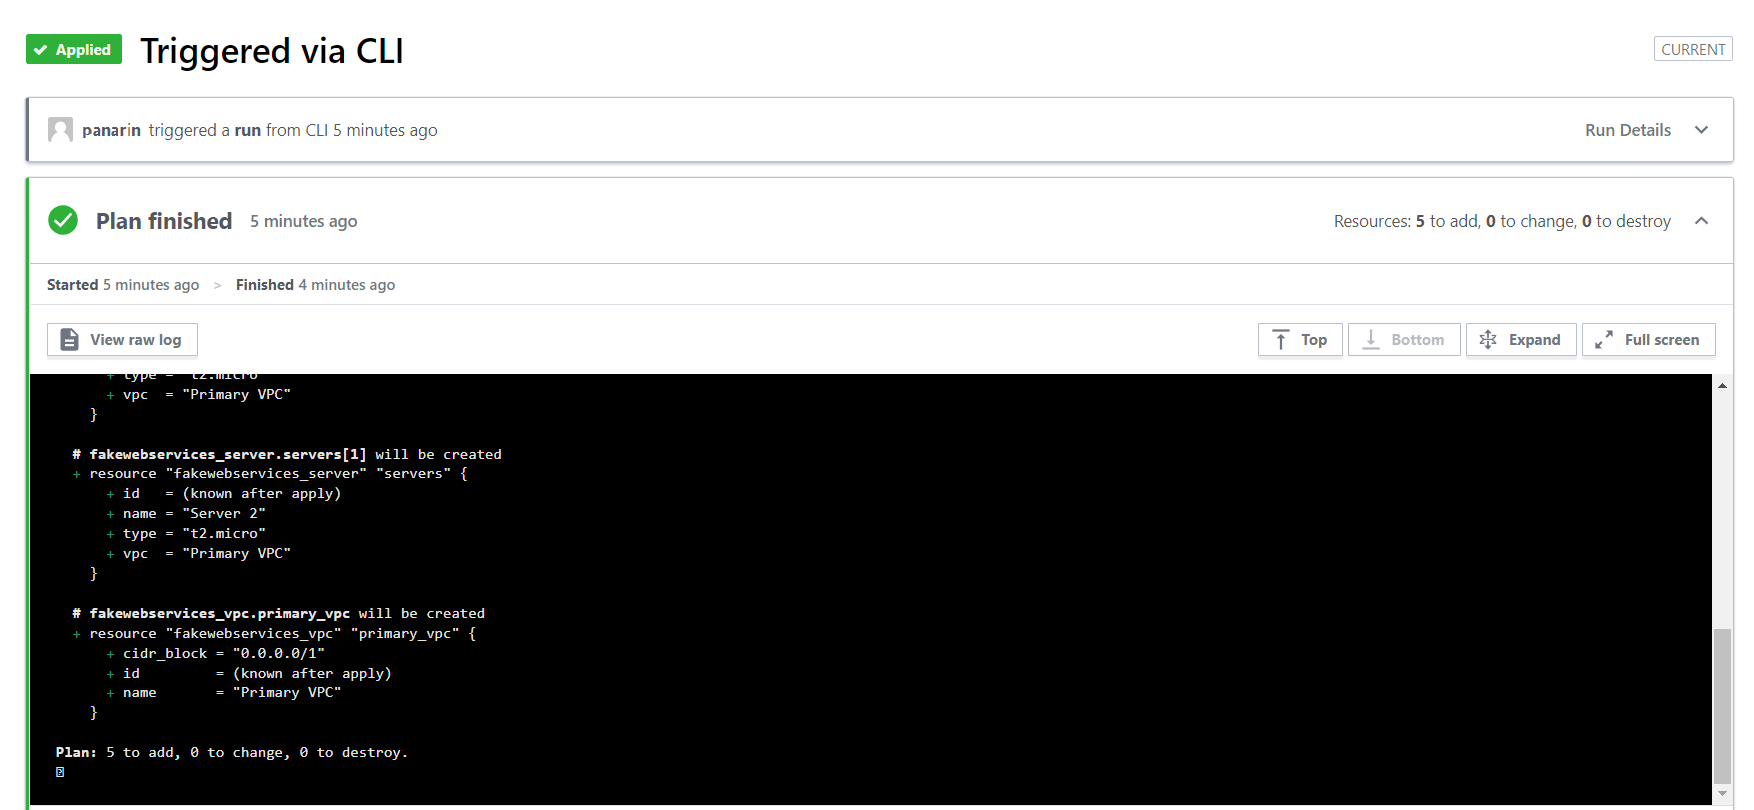 Applied Triggered via CLI CURRENT
panarin triggered a run from CLI 5 minutes ago Run Details
Plan finished 5 minutes ago Resources: 5 to add, 0 to change, 0 to destroy
Started 5 minutes ago > Finished 4 minutes ago
View raw log Top Bottom Expand Full screen
+ type = "t2.micro"
+ vpc = "Primary VPC"
}
# fakewebservices_server.servers[1] will be created
+ resource "fakewebservices_server" "servers" {
+ id = (known after apply)
+ name = "Server 2"
+ type = "t2.micro"
+ vpc = "Primary VPC"
}
# fakewebservices_vpc.primary_vpc will be created
+ resource "fakewebservices_vpc" "primary_vpc" {
+ cidr_block = "0.0.0.0/1"
+ id = (known after apply)
+ name = "Primary VPC"
}
Plan: 5 to add, 0 to change, 0 to destroy.